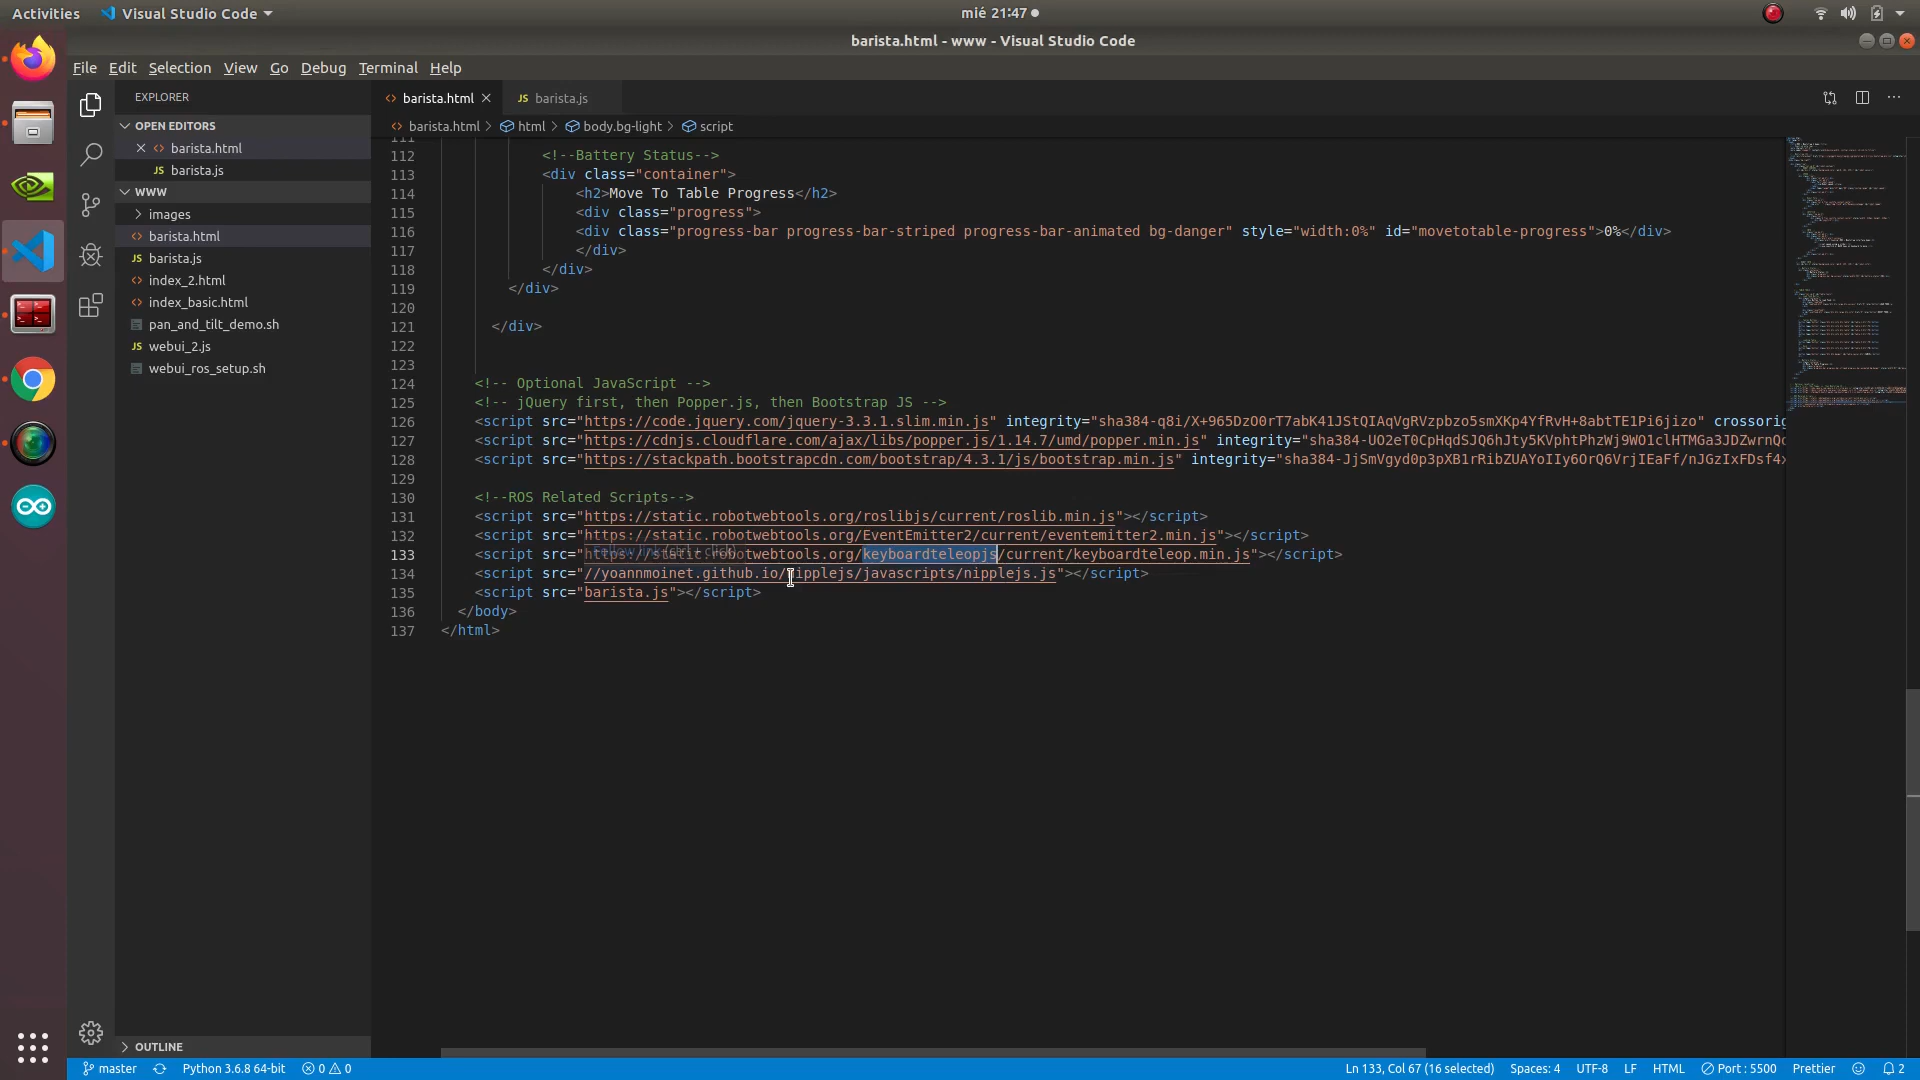 Activities
Visual Studio Code
mié 21:47
barista.html - www - Visual Studio Code
File Edit Selection View Go Debug Terminal Help
EXPLORER
OPEN EDITORS
barista.html
barista.js
WWW
images
barista.html
barista.js
index_2.html
index_basic.html
pan_and_tilt_demo.sh
webui_2.js
webui_ros_setup.sh
OUTLINE
barista.html
barista.js
barista.html > html > body.bg-light > script
111
112 <!--Battery Status-->
113 <div class="container">
114 <h2>Move To Table Progress</h2>
115 <div class="progress">
116 <div class="progress-bar progress-bar-striped progress-bar-animated bg-danger" style="width:0%" id="movetotable-progress">0%</div>
117 </div>
118 </div>
119 </div>
120
121 </div>
122
123
124 <!-- Optional JavaScript -->
125 <!-- jQuery first, then Popper.js, then Bootstrap JS -->
126 <script src="https://code.jquery.com/jquery-3.3.1.slim.min.js" integrity="sha384-q8i/X+965DzO0rT7abK41JStQIAqVgRVzpbzo5smXKp4YfRvH+8abtTE1Pi6jizo" crossorig
127 <script src="https://cdnjs.cloudflare.com/ajax/libs/popper.js/1.14.7/umd/popper.min.js" integrity="sha384-UO2eT0CpHqdSJQ6hJty5KVphtPhzWj9WO1clHTMGa3JDZwrnQc
128 <script src="https://stackpath.bootstrapcdn.com/bootstrap/4.3.1/js/bootstrap.min.js" integrity="sha384-JjSmVgyd0p3pXB1rRibZUAYoIIy6OrQ6VrjIEaFf/nJGzIxFDsf4x
129
130 <!--ROS Related Scripts-->
131 <script src="https://static.robotwebtools.org/roslibjs/current/roslib.min.js"></script>
132 <script src="https://static.robotwebtools.org/EventEmitter2/current/eventemitter2.min.js"></script>
Follow link (ctrl + click)
133 <script src="https://static.robotwebtools.org/keyboardteleopjs/current/keyboardteleop.min.js"></script>
134 <script src="//yoannmoinet.github.io/nipplejs/javascripts/nipplejs.js"></script>
135 <script src="barista.js"></script>
136 </body>
137 </html>
master Python 3.6.8 64-bit 0 0 Ln 133, Col 67 (16 selected) Spaces: 4 UTF-8 LF HTML Port : 5500 Prettier 2